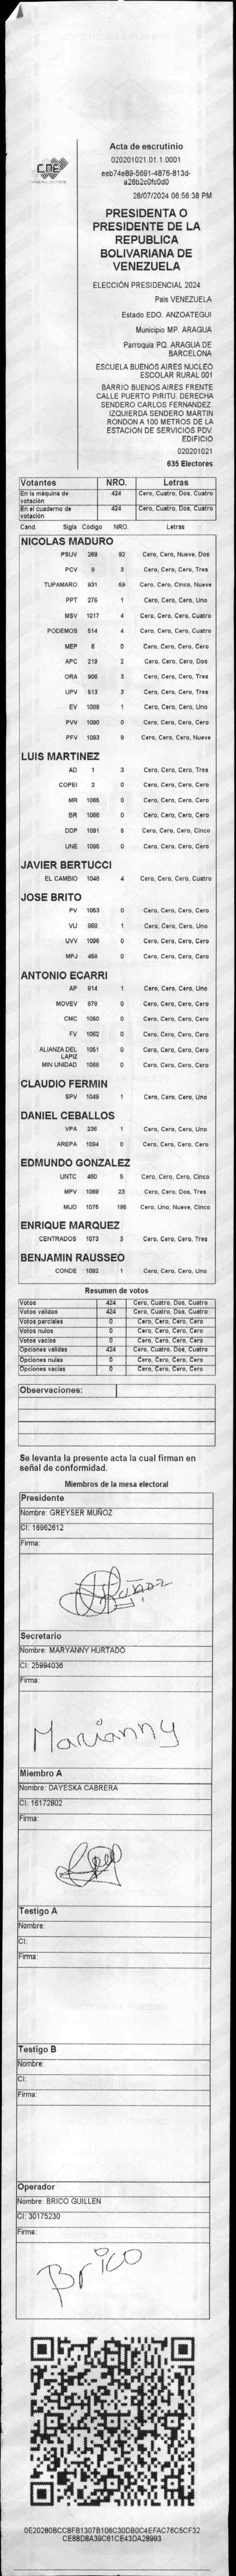 CNE
Acta de escrutinio
020201021.01.1.0001
eeb74e89-5691-4876-813d-
a26b2c0fc0d0
28/07/2024 06:56:38 PM
PRESIDENTA O
PRESIDENTE DE LA
REPUBLICA
BOLIVARIANA DE
VENEZUELA
ELECCIÓN PRESIDENCIAL 2024
Pais VENEZUELA
Estado EDO. ANZOATEGUI
Municipio MP. ARAGUA
Parroquia PQ. ARAGUA DE
BARCELONA
ESCUELA BUENOS AIRES NUCLEO
ESCOLAR RURAL 001
BARRIO BUENOS AIRES FRENTE
CALLE PUERTO PIRITU. DERECHA
SENDERO CARLOS FERNANDEZ.
IZQUIERDA SENDERO MARTIN
RONDON A 100 METROS DE LA
ESTACION DE SERVICIOS PDV.
EDIFICIO
020201021
635 Electores
Votantes NRO. Letras
En la máquina de votación 424 Cero, Cuatro, Dos, Cuatro
En el cuaderno de votación 424 Cero, Cuatro, Dos, Cuatro
Cand. Sigla Código NRO. Letras
NICOLAS MADURO
PSUV 269 92 Cero, Cero, Nueve, Dos
PCV 9 3 Cero, Cero, Cero, Tres
TUPAMARO 931 59 Cero, Cero, Cinco, Nueve
PPT 276 1 Cero, Cero, Cero, Uno
MSV 1017 4 Cero, Cero, Cero, Cuatro
PODEMOS 514 4 Cero, Cero, Cero, Cuatro
MEP 6 0 Cero, Cero, Cero, Cero
APC 219 2 Cero, Cero, Cero, Dos
ORA 908 3 Cero, Cero, Cero, Tres
UPV 513 3 Cero, Cero, Cero, Tres
EV 1089 1 Cero, Cero, Cero, Uno
PVV 1090 0 Cero, Cero, Cero, Cero
PFV 1093 9 Cero, Cero, Cero, Nueve
LUIS MARTINEZ
AD 1 3 Cero, Cero, Cero, Tres
COPEI 2 0 Cero, Cero, Cero, Cero
MR 1065 0 Cero, Cero, Cero, Cero
BR 1066 0 Cero, Cero, Cero, Cero
DDP 1091 5 Cero, Cero, Cero, Cinco
UNE 1095 0 Cero, Cero, Cero, Cero
JAVIER BERTUCCI
EL CAMBIO 1048 4 Cero, Cero, Cero, Cuatro
JOSE BRITO
PV 1053 0 Cero, Cero, Cero, Cero
VU 868 1 Cero, Cero, Cero, Uno
UVV 1096 0 Cero, Cero, Cero, Cero
MPJ 458 0 Cero, Cero, Cero, Cero
ANTONIO ECARRI
AP 914 1 Cero, Cero, Cero, Uno
MOVEV 878 0 Cero, Cero, Cero, Cero
CMC 1050 0 Cero, Cero, Cero, Cero
FV 1062 0 Cero, Cero, Cero, Cero
ALIANZA DEL LAPIZ 1051 0 Cero, Cero, Cero, Cero
MIN UNIDAD 1088 0 Cero, Cero, Cero, Cero
CLAUDIO FERMIN
SPV 1049 1 Cero, Cero, Cero, Uno
DANIEL CEBALLOS
VPA 236 1 Cero, Cero, Cero, Uno
AREPA 1094 0 Cero, Cero, Cero, Cero
EDMUNDO GONZALEZ
UNTC 460 5 Cero, Cero, Cero, Cinco
MPV 1069 23 Cero, Cero, Dos, Tres
MUD 1075 195 Cero, Uno, Nueve, Cinco
ENRIQUE MARQUEZ
CENTRADOS 1073 3 Cero, Cero, Cero, Tres
BENJAMIN RAUSSEO
CONDE 1092 1 Cero, Cero, Cero, Uno
Resumen de votos
Votos 424 Cero, Cuatro, Dos, Cuatro
Votos validos 424 Cero, Cuatro, Dos, Cuatro
Votos parciales 0 Cero, Cero, Cero, Cero
Votos nulos 0 Cero, Cero, Cero, Cero
Votos vacios 0 Cero, Cero, Cero, Cero
Opciones validas 424 Cero, Cuatro, Dos, Cuatro
Opciones nulas 0 Cero, Cero, Cero, Cero
Opciones vacias 0 Cero, Cero, Cero, Cero
Observaciones:
Se levanta la presente acta la cual firman en
señal de conformidad.
Miembros de la mesa electoral
Presidente
Nombre: GREYSER MUÑOZ
CI: 16962612
Firma:
Muñoz
Secretario
Nombre: MARYANNY HURTADO
CI: 25994036
Firma:
Marianny
Miembro A
Nombre: DAYESKA CABRERA
CI: 16172802
Firma:
Testigo A
Nombre:
CI:
Firma:
Testigo B
Nombre:
CI:
Firma:
Operador
Nombre: BRICO GUILLEN
CI: 30175230
Firma:
Brico
0E20280BCCBFB1307B106C30DB0C4EFAC76C5CF32
CE88D8A39C61CE43DA28993